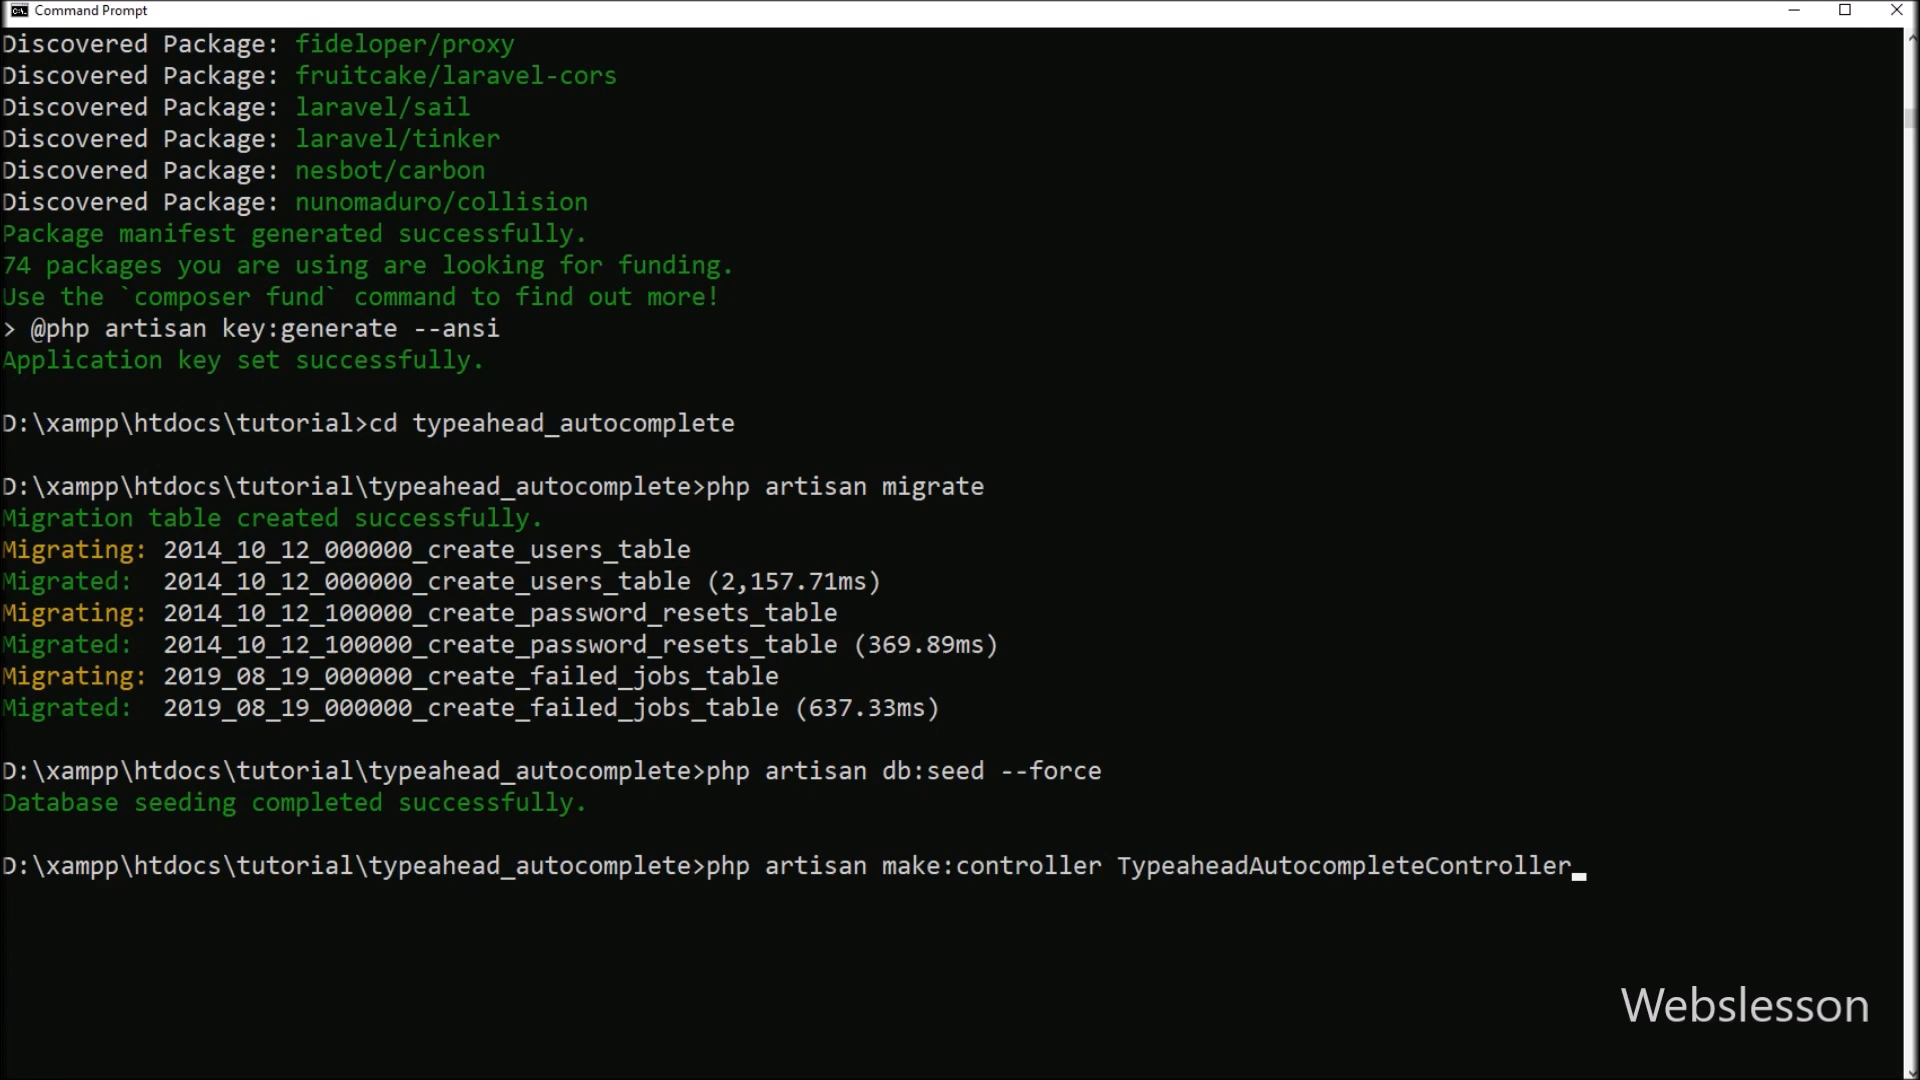 Command Prompt
Discovered Package: fideloper/proxy
Discovered Package: fruitcake/laravel-cors
Discovered Package: laravel/sail
Discovered Package: laravel/tinker
Discovered Package: nesbot/carbon
Discovered Package: nunomaduro/collision
Package manifest generated successfully.
74 packages you are using are looking for funding.
Use the `composer fund` command to find out more!
> @php artisan key:generate --ansi
Application key set successfully.
D:\xampp\htdocs\tutorial>cd typeahead_autocomplete
D:\xampp\htdocs\tutorial\typeahead_autocomplete>php artisan migrate
Migration table created successfully.
Migrating: 2014_10_12_000000_create_users_table
Migrated:  2014_10_12_000000_create_users_table (2,157.71ms)
Migrating: 2014_10_12_100000_create_password_resets_table
Migrated:  2014_10_12_100000_create_password_resets_table (369.89ms)
Migrating: 2019_08_19_000000_create_failed_jobs_table
Migrated:  2019_08_19_000000_create_failed_jobs_table (637.33ms)
D:\xampp\htdocs\tutorial\typeahead_autocomplete>php artisan db:seed --force
Database seeding completed successfully.
D:\xampp\htdocs\tutorial\typeahead_autocomplete>php artisan make:controller TypeaheadAutocompleteController
Webslesson